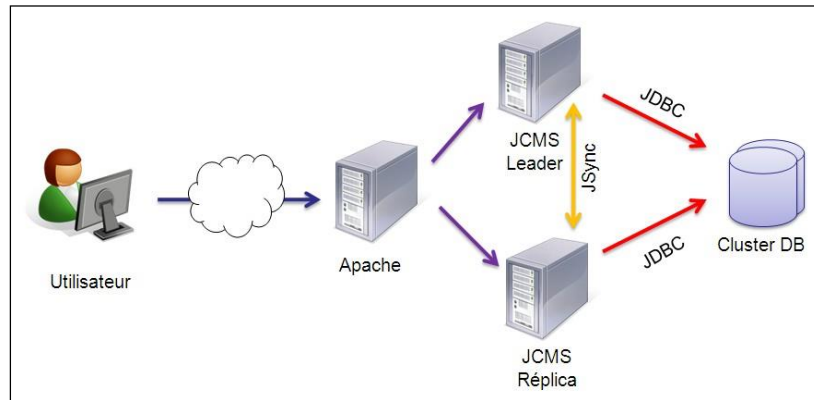 JCMS
Leader
JDBC
JSync
Utilisateur
Apache
JDBC
Cluster DB
JCMS
Réplica